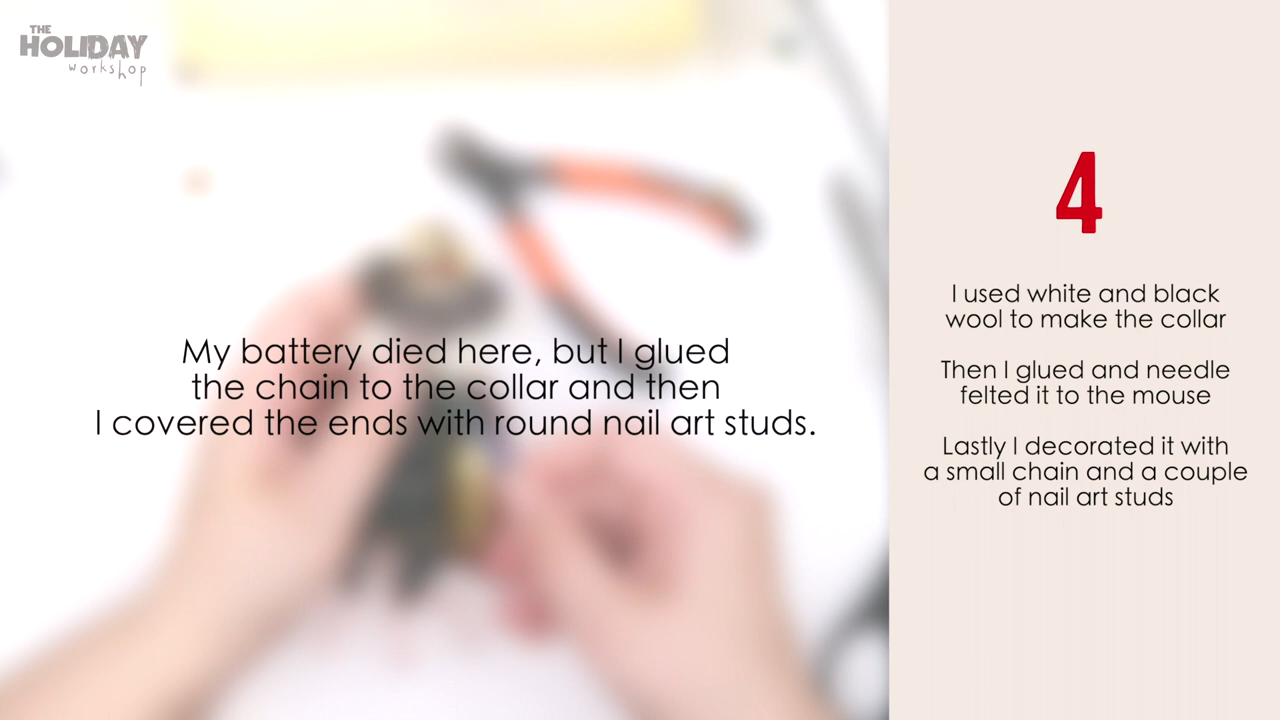 THE
HOLIDAY
workshop
My battery died here, but I glued
the chain to the collar and then
I covered the ends with round nail art studs.
4
I used white and black
wool to make the collar
Then I glued and needle
felted it to the mouse
Lastly I decorated it with
a small chain and a couple
of nail art studs